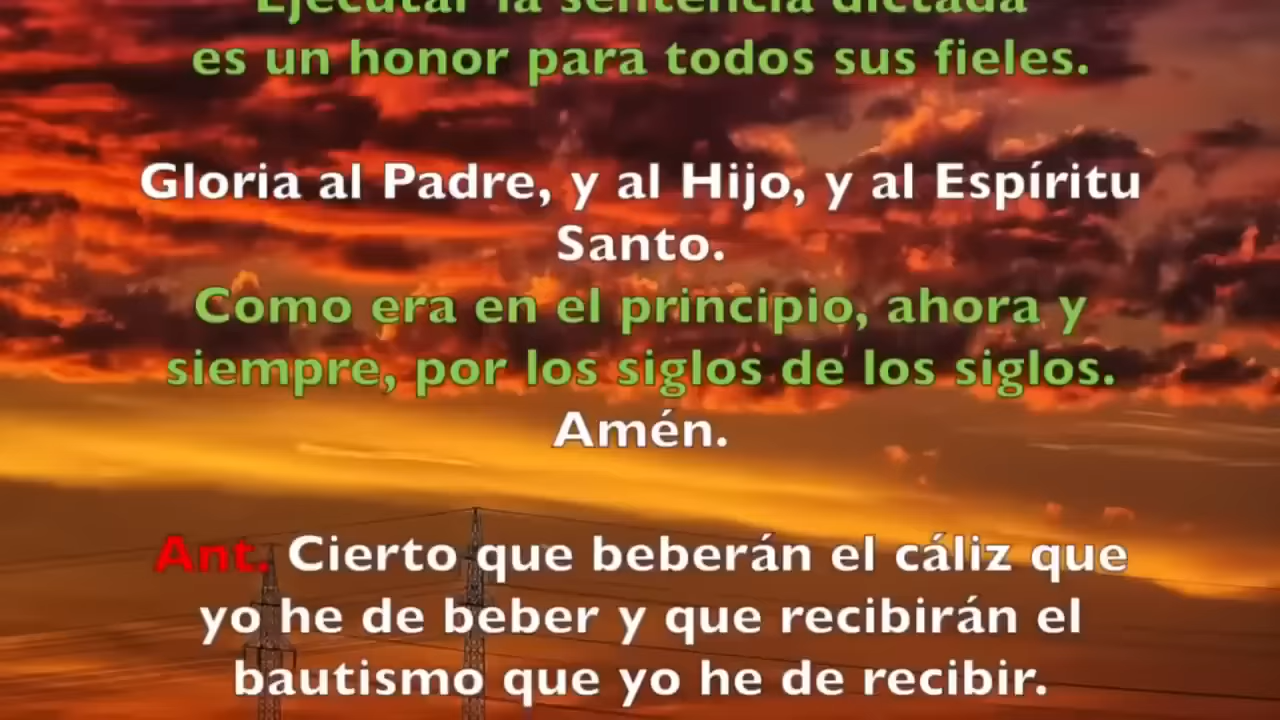 Ejecutar la sentencia dictada
es un honor para todos sus fieles.
Gloria al Padre, y al Hijo, y al Espíritu
Santo.
Como era en el principio, ahora y
siempre, por los siglos de los siglos.
Amén.
Ant. Cierto que beberán el cáliz que
yo he de beber y que recibirán el
bautismo que yo he de recibir.